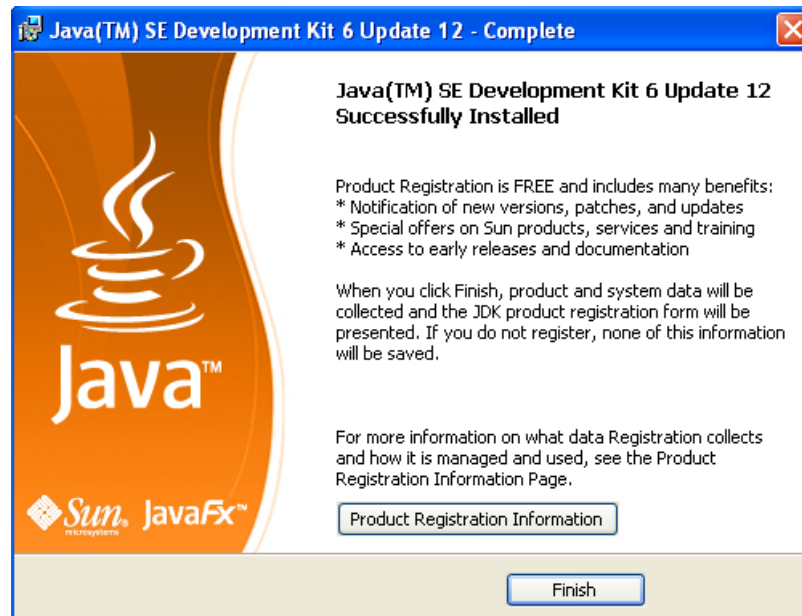 Java(TM) SE Development Kit 6 Update 12 - Complete
Java(TM) SE Development Kit 6 Update 12
Successfully Installed
Product Registration is FREE and includes many benefits:
* Notification of new versions, patches, and updates
* Special offers on Sun products, services and training
* Access to early releases and documentation
When you click Finish, product and system data will be
collected and the JDK product registration form will be
presented. If you do not register, none of this information
will be saved.
Java™
For more information on what data Registration collects
and how it is managed and used, see the Product
Registration Information Page.
Sun microsystems JavaFx™
Product Registration Information
Finish